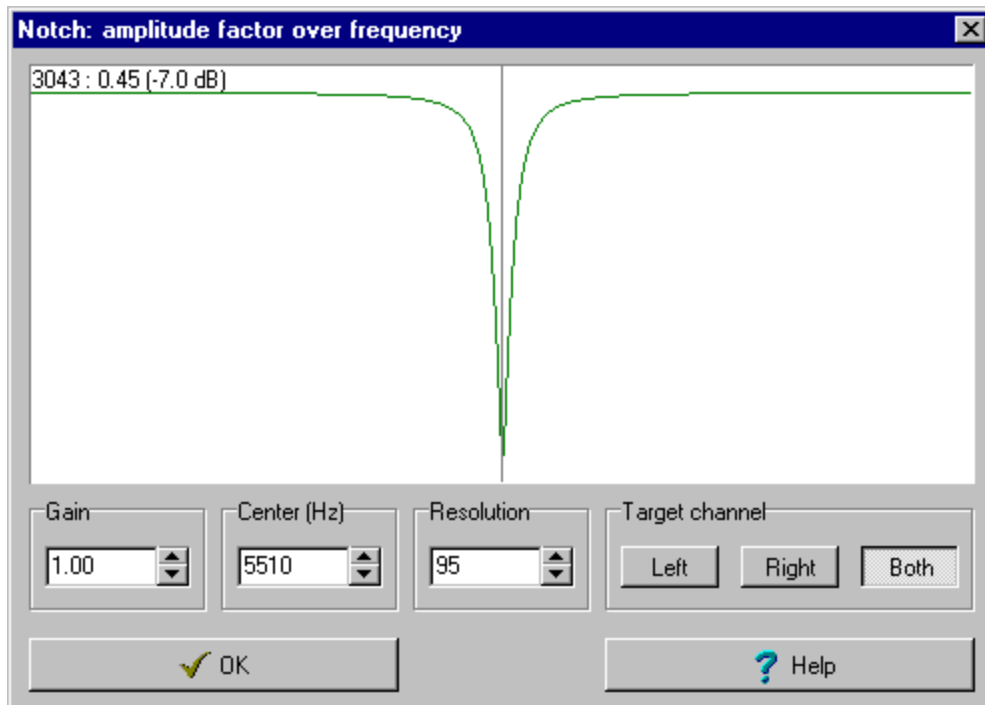 Notch: amplitude factor over frequency
3043 : 0.45 (-7.0 dB)
Gain
Center (Hz)
Resolution
Target channel
1.00
5510
95
Left
Right
Both
OK
? Help